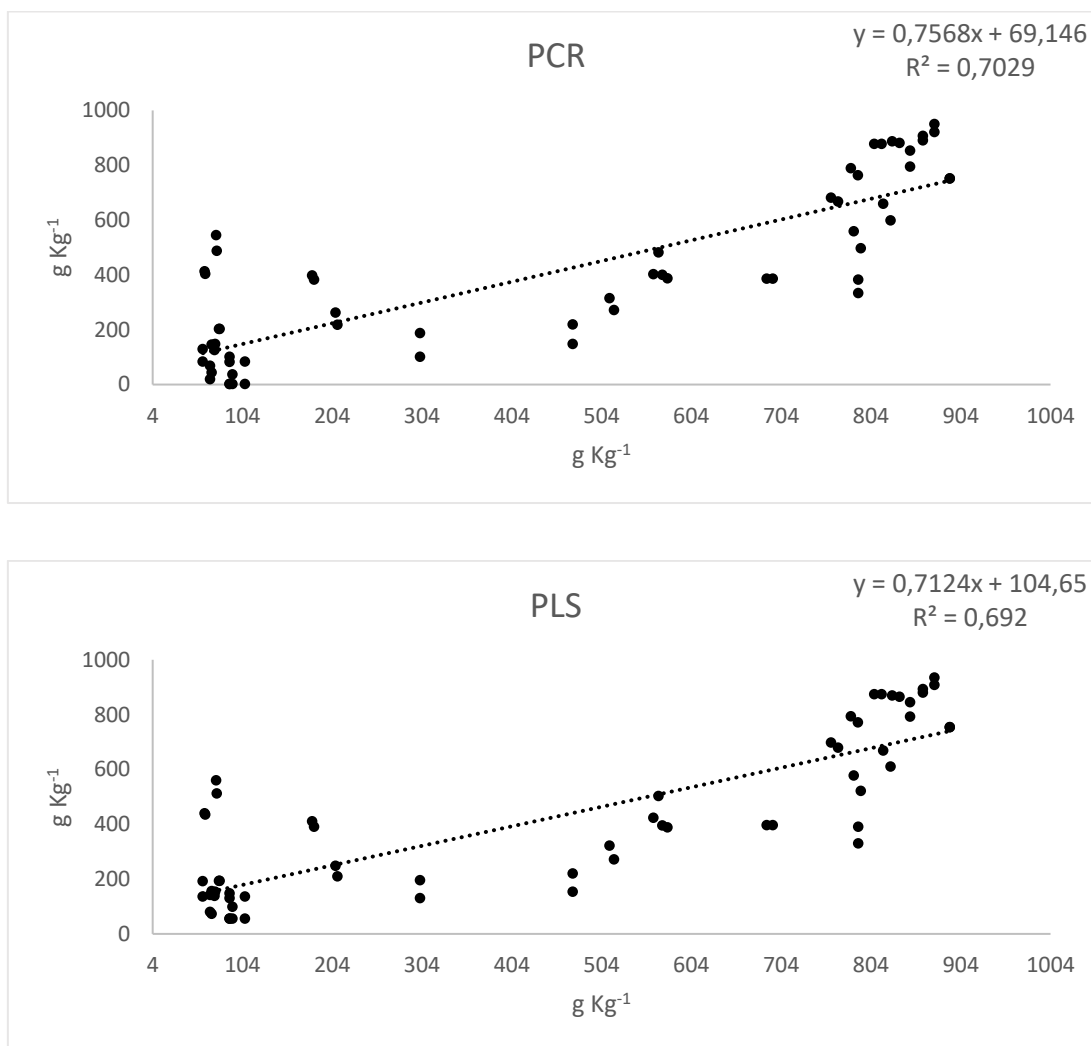 PCR
y = 0,7568x + 69,146
R² = 0,7029
1000
800
600
400
200
0
g Kg⁻¹
4 104 204 304 404 504 604 704 804 904 1004
g Kg⁻¹
PLS
y = 0,7124x + 104,65
R² = 0,692
1000
800
600
400
200
0
g Kg⁻¹
4 104 204 304 404 504 604 704 804 904 1004
g Kg⁻¹